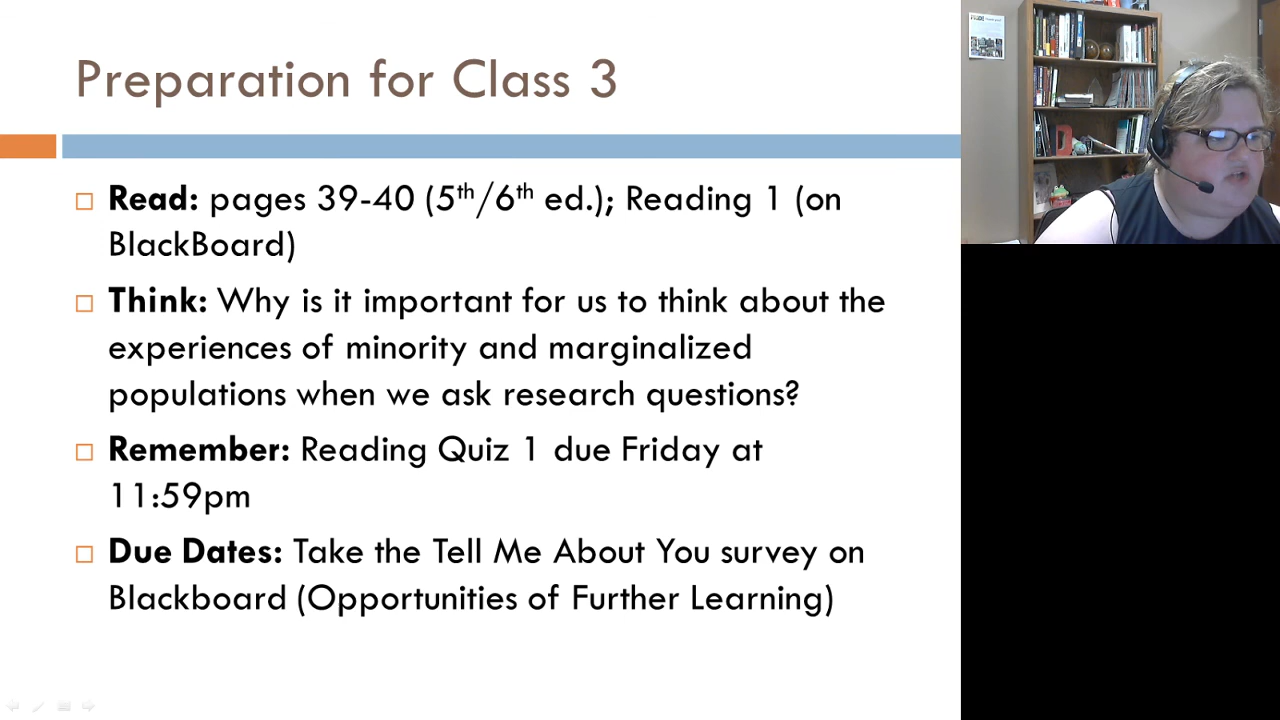 Preparation for Class 3
Read: pages 39-40 (5th/6th ed.); Reading 1 (on
BlackBoard)
Think: Why is it important for us to think about the
experiences of minority and marginalized
populations when we ask research questions?
Remember: Reading Quiz 1 due Friday at
11:59pm
Due Dates: Take the Tell Me About You survey on
Blackboard (Opportunities of Further Learning)